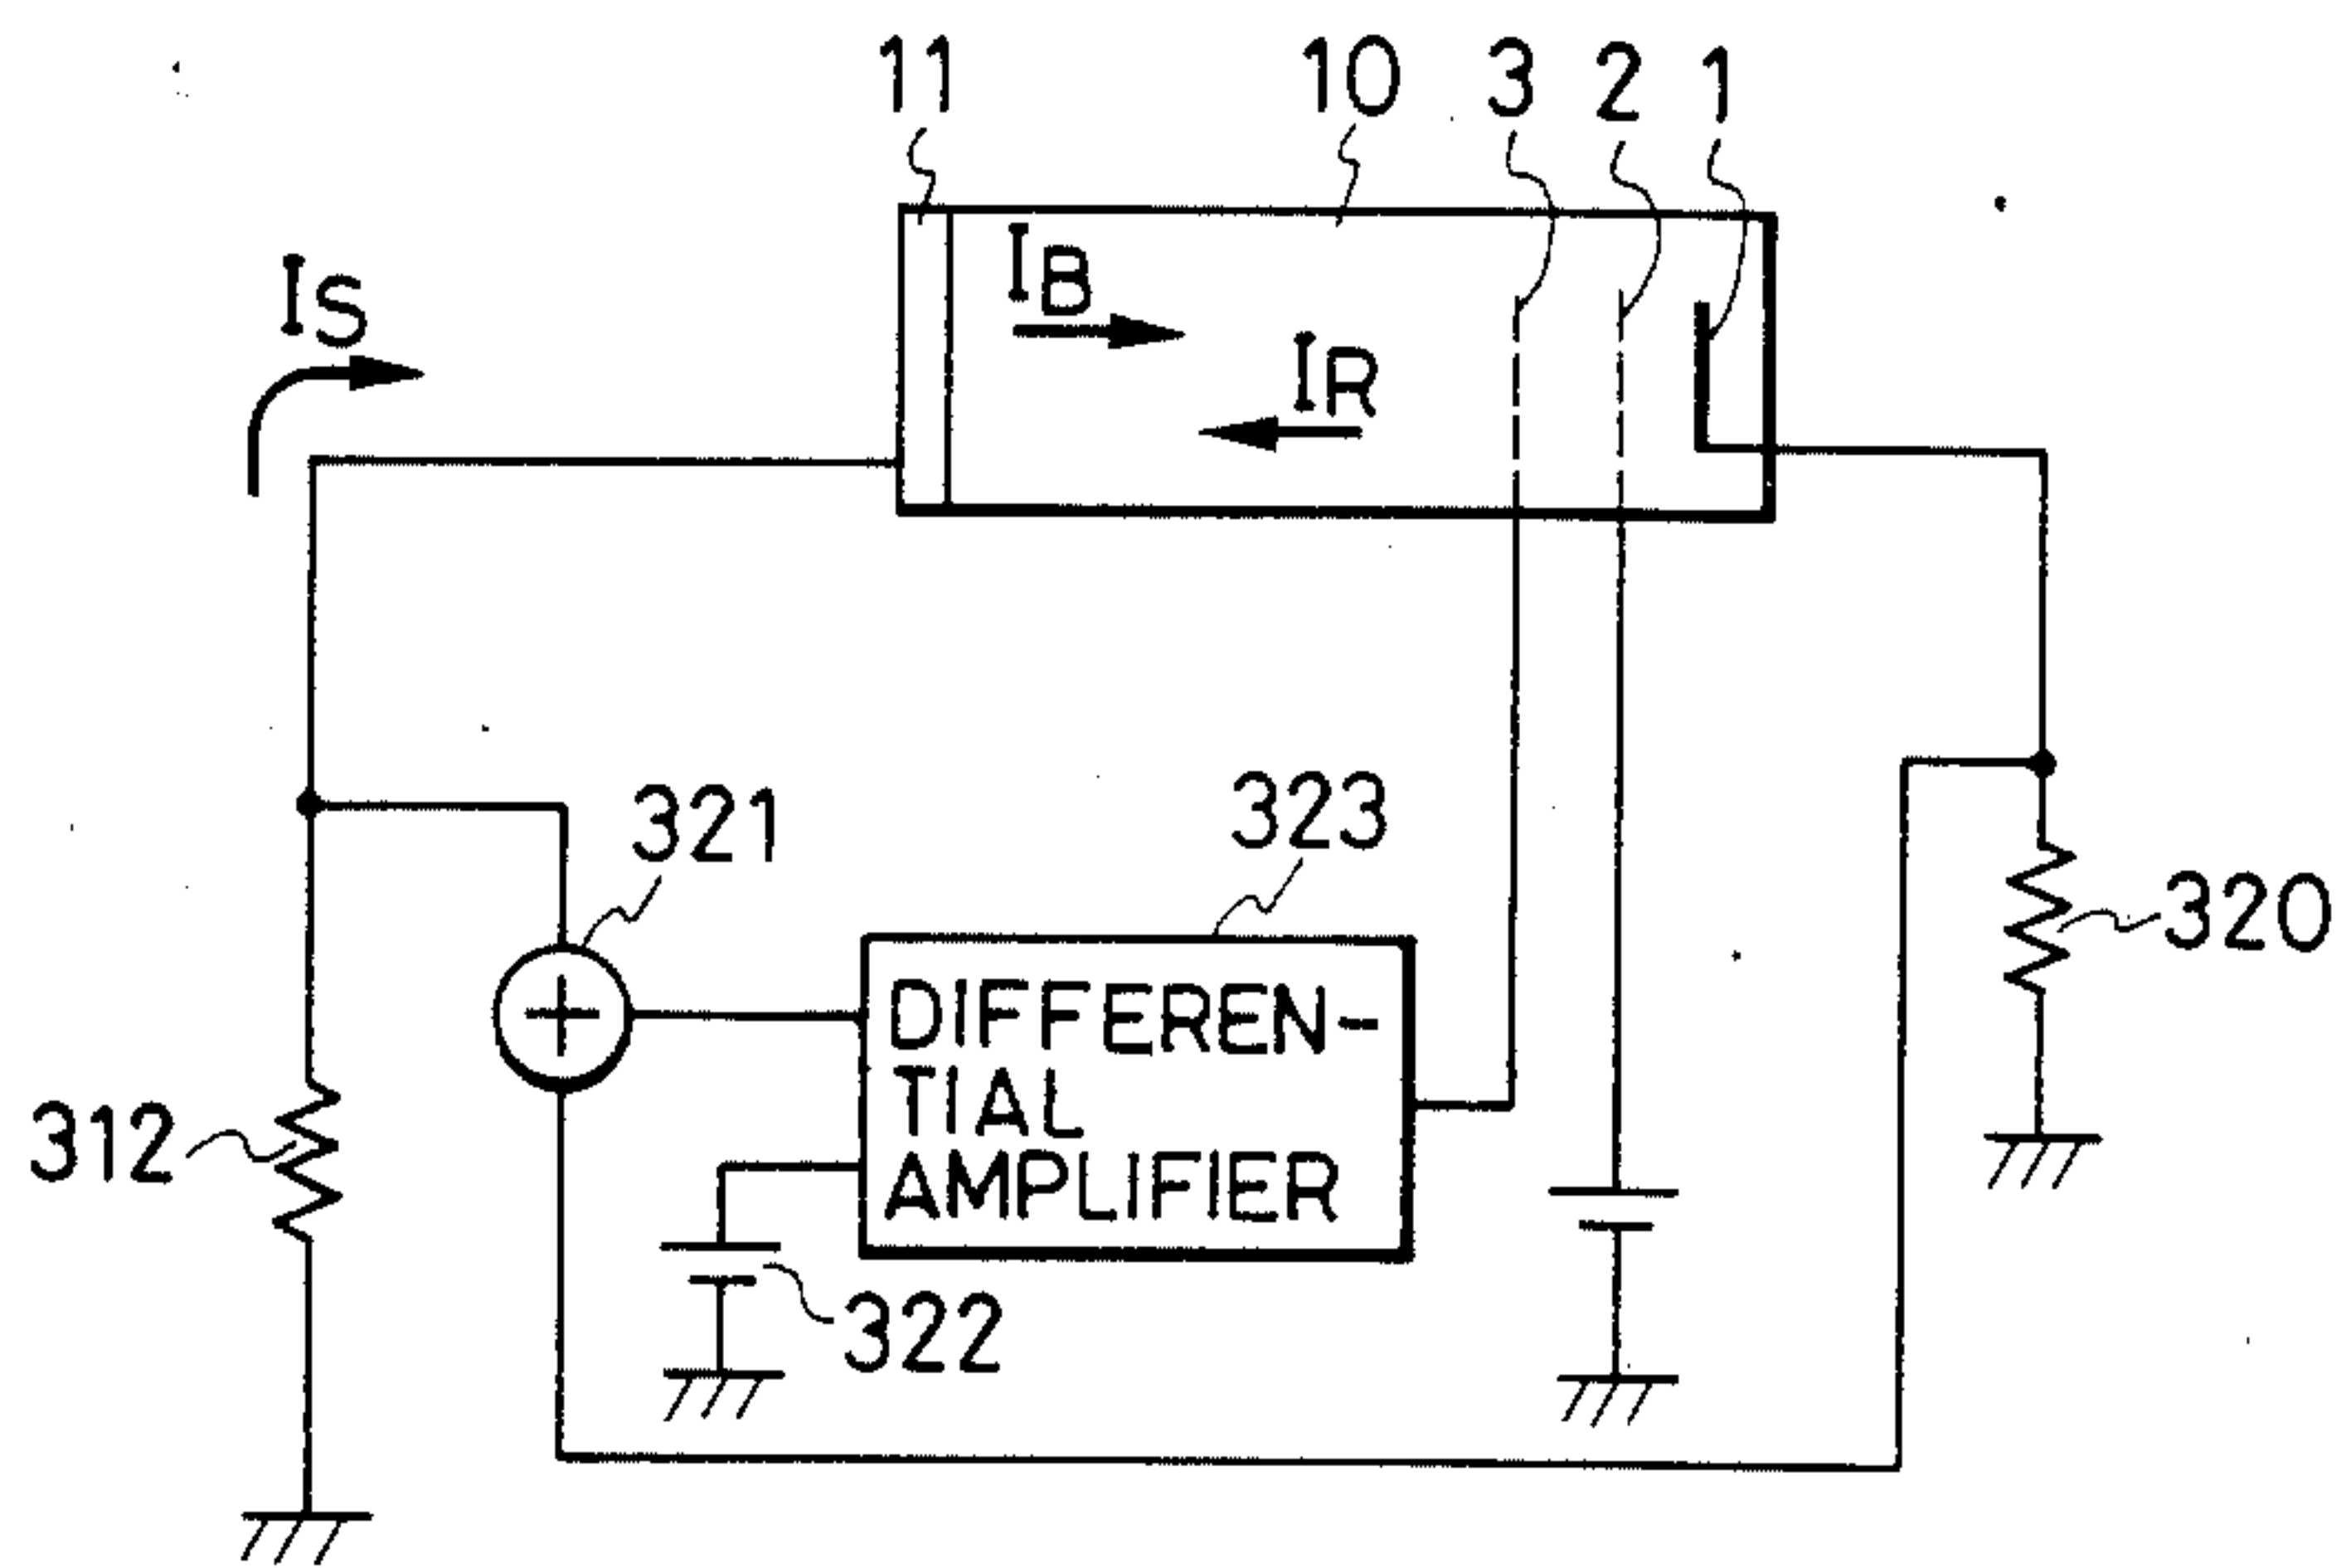 11 10 3 2 1
IS
IB
IR
321
323
320
DIFFEREN-
TIAL
AMPLIFIER
312
322